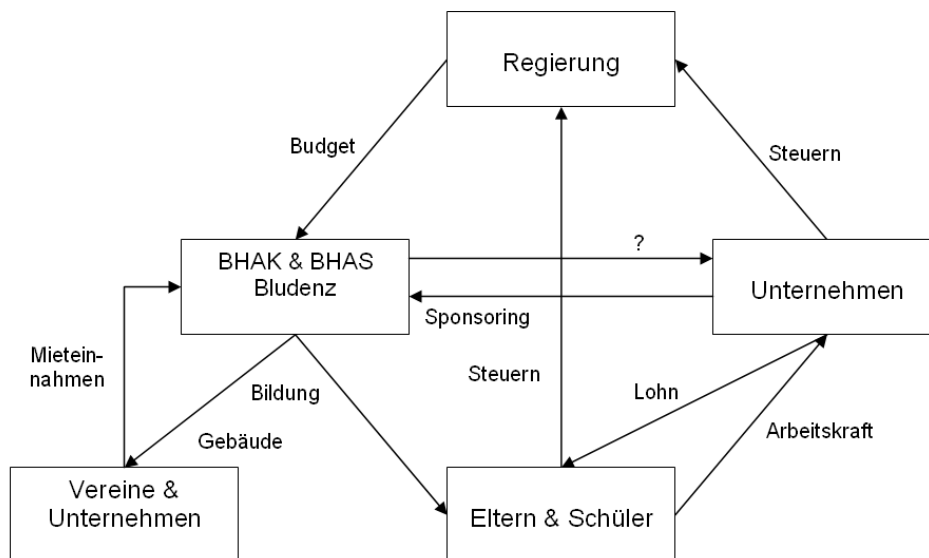 Regierung
Budget
Steuern
?
BHAK & BHAS
Bludenz
Unternehmen
Sponsoring
Mietein-
nahmen
Steuern
Bildung
Lohn
Arbeitskraft
Gebäude
Vereine &
Unternehmen
Eltern & Schüler